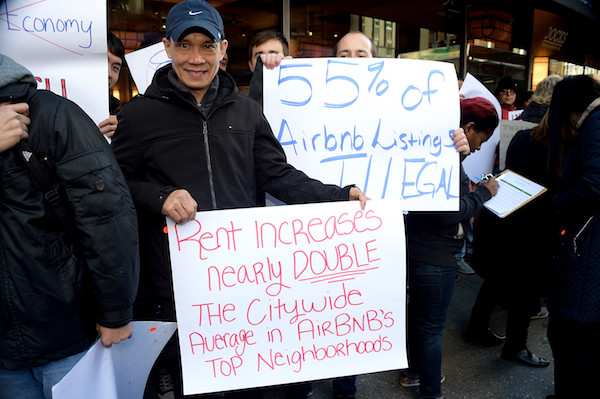 Economy
55% of
Airbnb Listings
ILLEGAL
Rent Increases
nearly DOUBLE
The Citywide
Average in AirBNB's
Top Neighborhoods